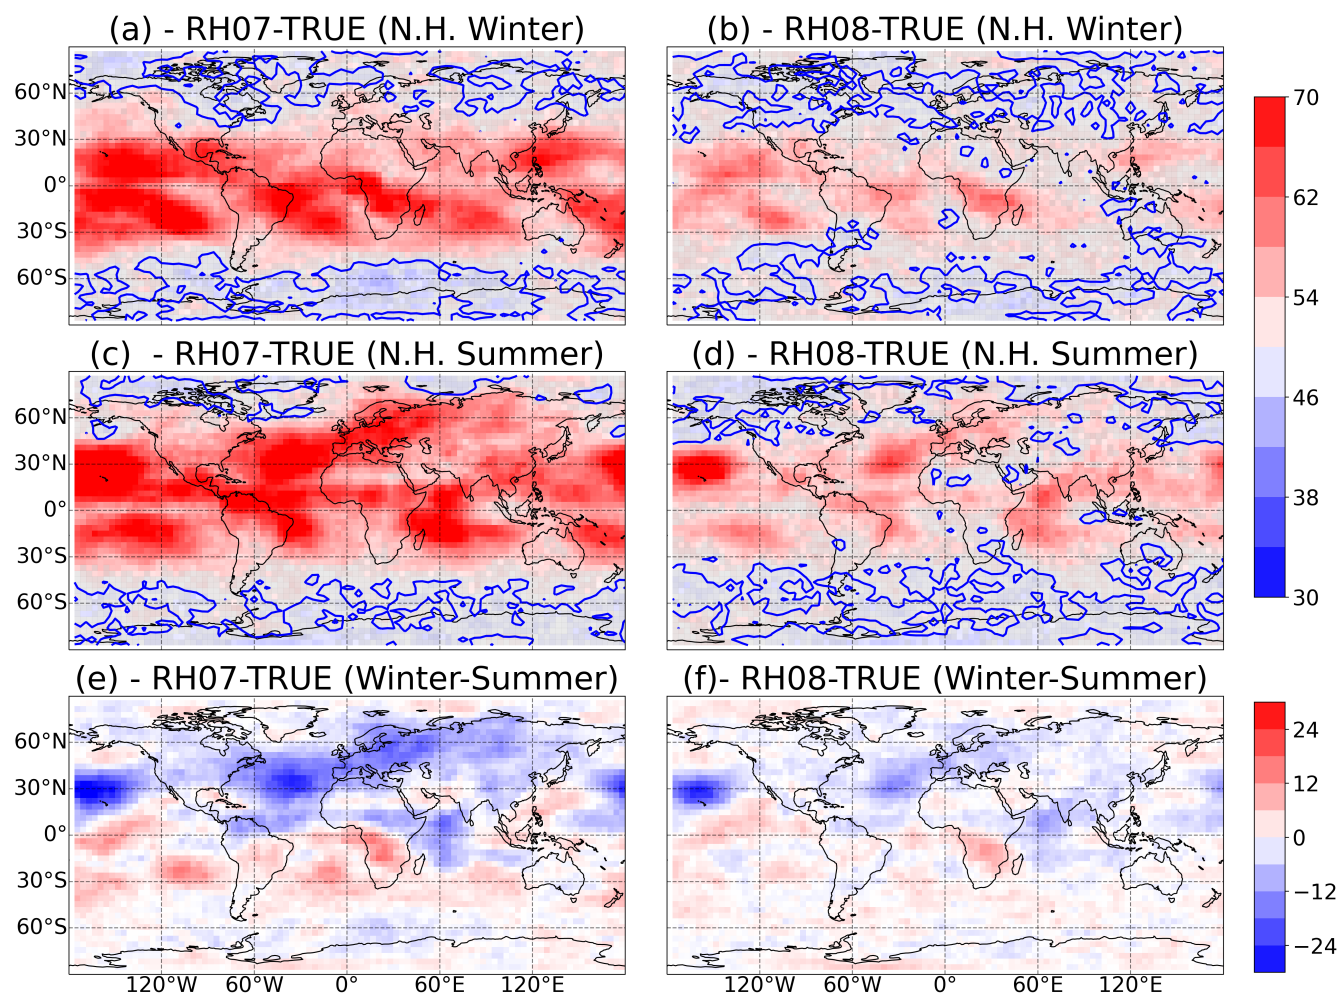 (a) - RH07-TRUE (N.H. Winter)
(b) - RH08-TRUE (N.H. Winter)
60°N
30°N
0°
30°S
60°S
(c)  - RH07-TRUE (N.H. Summer)
(d) - RH08-TRUE (N.H. Summer)
60°N
30°N
0°
30°S
60°S
70
62
54
46
38
30
(e) - RH07-TRUE (Winter-Summer)
(f)- RH08-TRUE (Winter-Summer)
60°N
30°N
0°
30°S
60°S
120°W 60°W 0° 60°E 120°E
120°W 60°W 0° 60°E 120°E
24
12
0
−12
−24